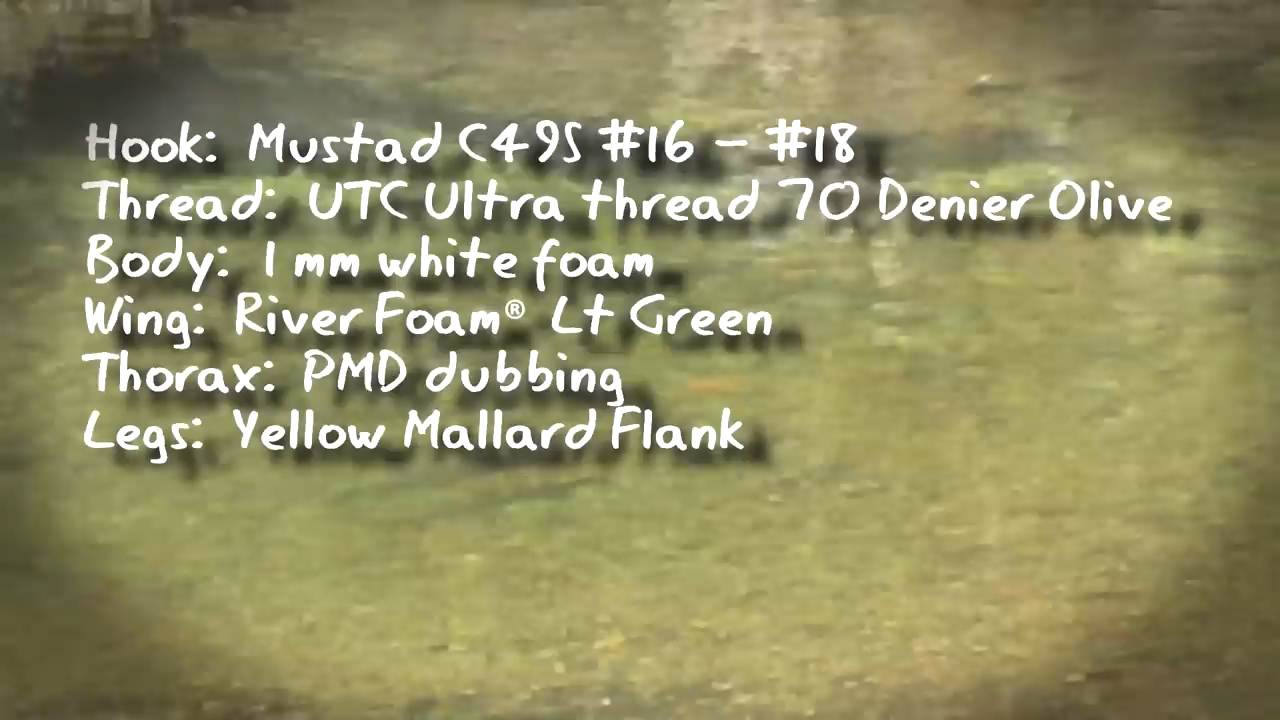 Hook: Mustad C49S #16 - #18
Thread: UTC Ultra thread 70 Denier Olive
Body: 1 mm white foam
Wing: River Foam® Lt Green
Thorax: PMD dubbing
Legs: Yellow Mallard Flank